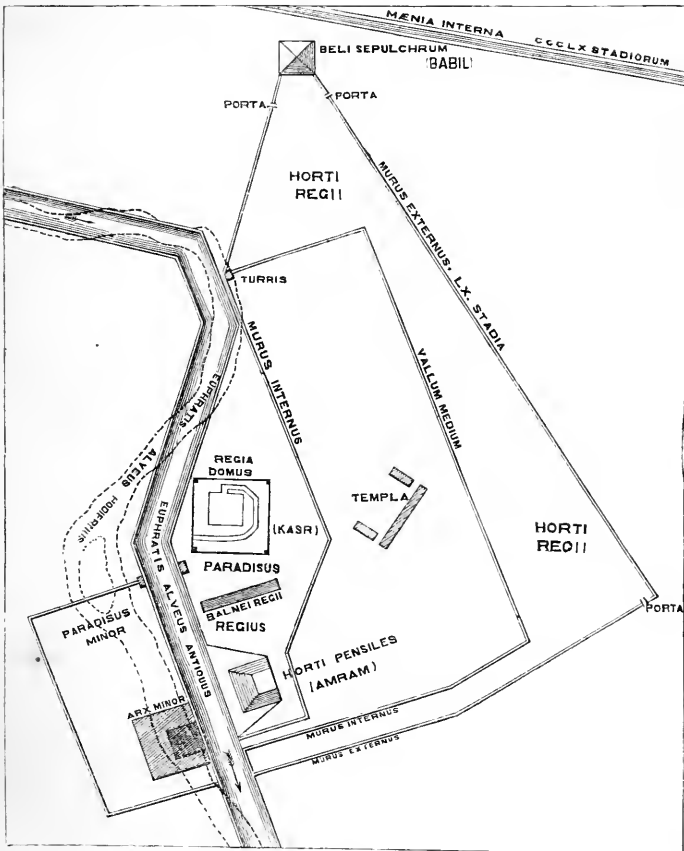 MÆNIA INTERNA CCCLX STADIORUM
BELI SEPULCHRUM
(BABIL)
PORTA
PORTA
HORTI
REGII
MURUS EXTERNUS. LX. STADIA
TURRIS
MURUS INTERNUS
VALLUM MEDIUM
EUPHRATIS
ALVEUS
HODIERNUS
REGIA
DOMUS
(KASR)
TEMPLA
EUPHRATIS ALVEUS ANTIQUUS
PARADISUS
BALNEI REGII
REGIUS
HORTI
REGII
PORTA
PARADISUS
MINOR
HORTI PENSILES
(AMRAM)
ARX MINOR
MURUS INTERNUS
MURUS EXTERNUS